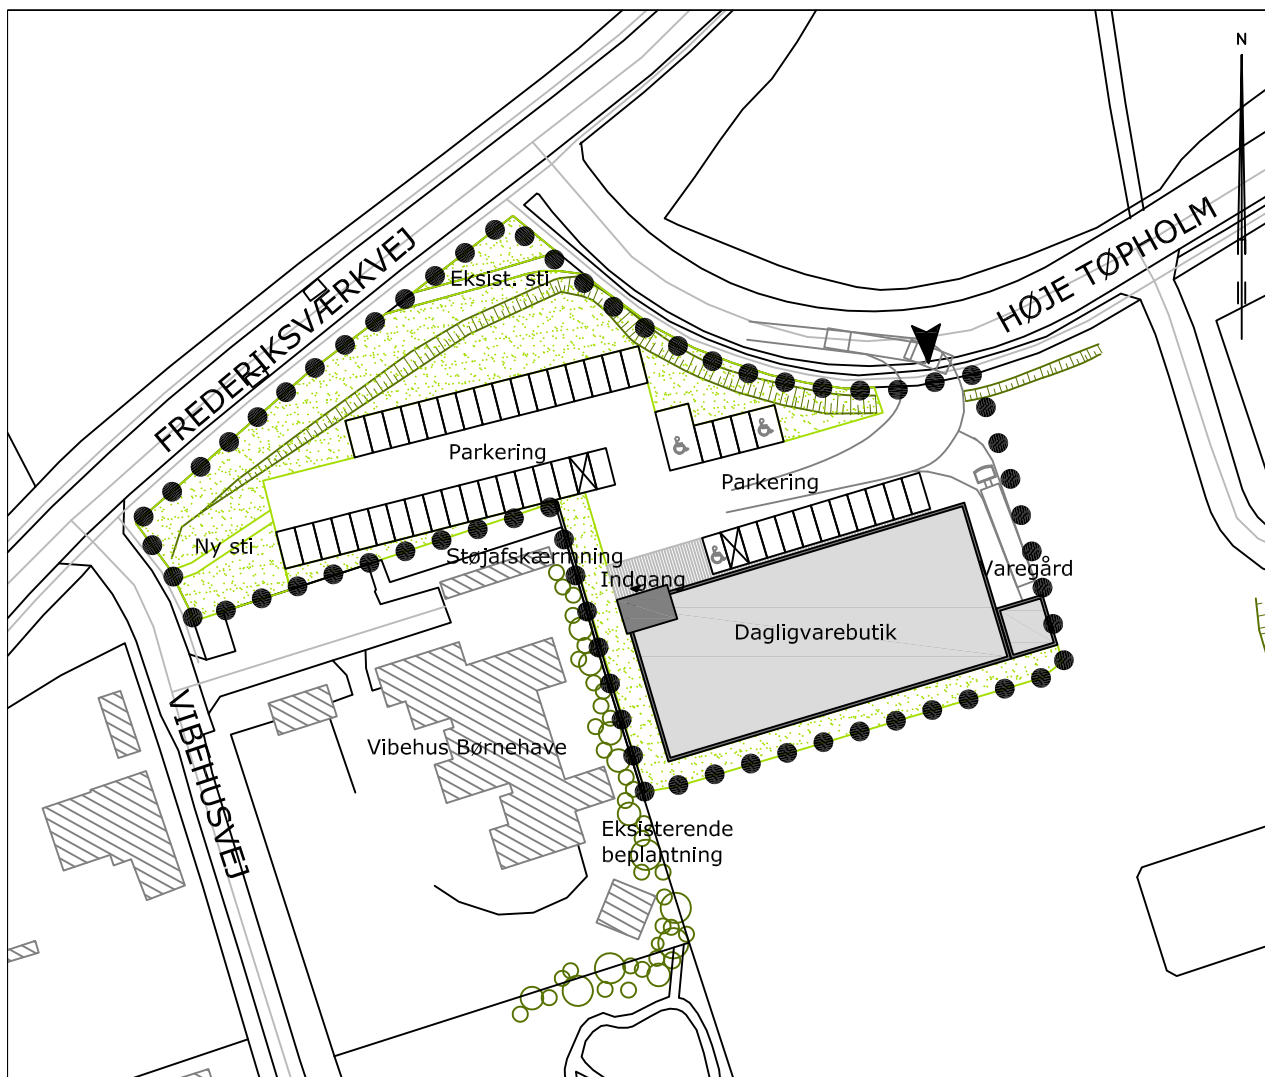 N
HØJE TØPHOLM
FREDERIKSVÆRKVEJ
Eksist. sti
Parkering
Parkering
Ny sti
Støjafskærmning
Indgang
Varegård
Dagligvarebutik
VIBEHUSVEJ
Vibehus Børnehave
Eksisterende
beplantning